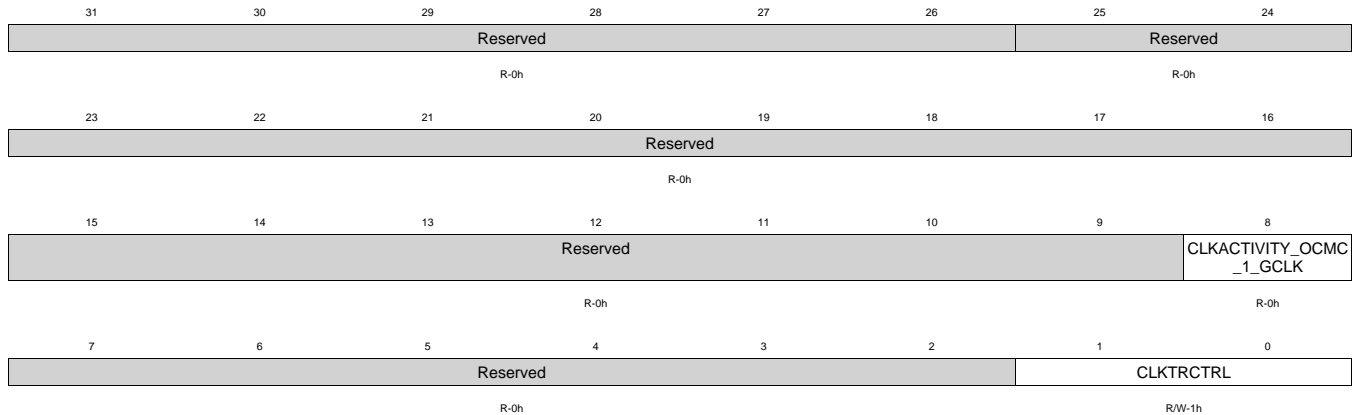 31 30 29 28 27 26 25 24
Reserved Reserved
R-0h R-0h
23 22 21 20 19 18 17 16
Reserved
R-0h
15 14 13 12 11 10 9 8
Reserved CLKACTIVITY_OCMC
_1_GCLK
R-0h R-0h
7 6 5 4 3 2 1 0
Reserved CLKTRCTRL
R-0h R/W-1h